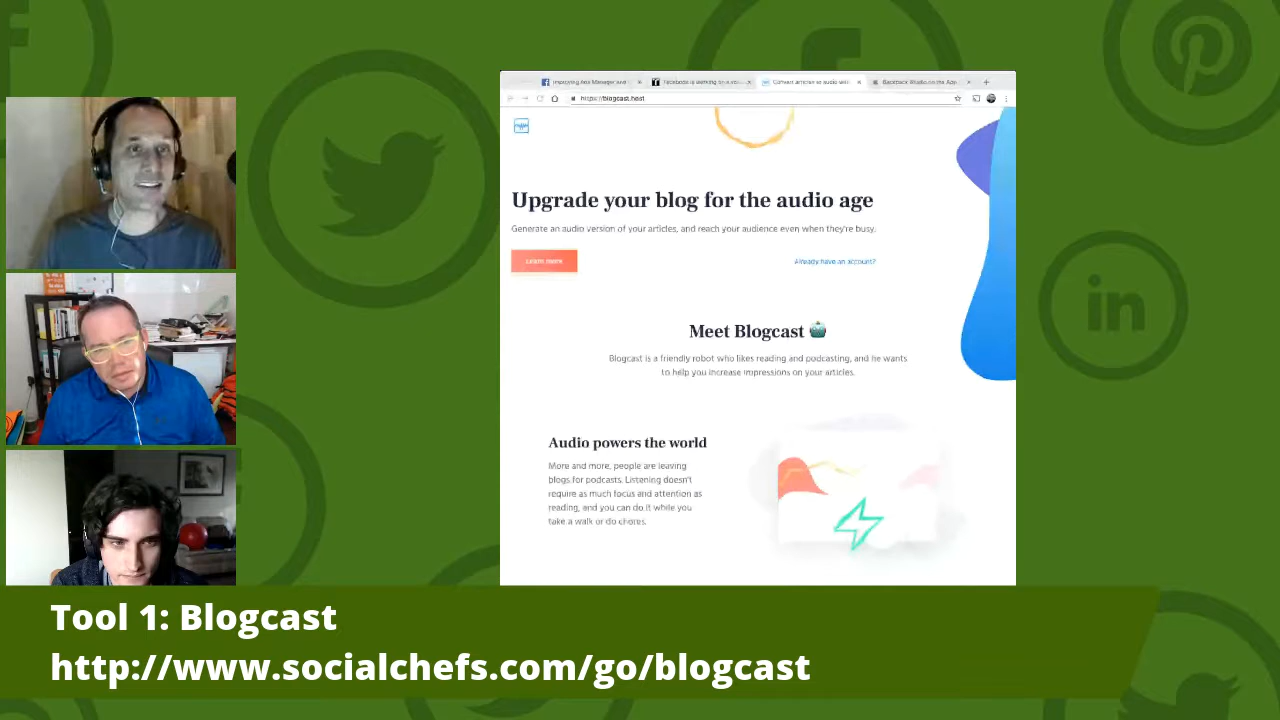 https://blogcast.host
Upgrade your blog for the audio age
Generate an audio version of your articles, and reach your audience even when they're busy.
Learn more
Already have an account?
Meet Blogcast
Blogcast is a friendly robot who likes reading and podcasting, and he wants
to help you increase impressions on your articles.
Audio powers the world
More and more, people are leaving
blogs for podcasts. Listening doesn't
require as much focus and attention as
reading, and you can do it while you
take a walk or do chores.
in
Tool 1: Blogcast
http://www.socialchefs.com/go/blogcast